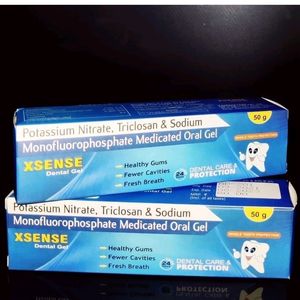 Potassium Nitrate, Triclosan & Sodium
Monofluorophosphate Medicated Oral Gel
50 g
XSENSE
Dental Gel
Healthy Gums
Fewer Cavities
Fresh Breath
24
DENTAL CARE &
PROTECTION
Potassium Nitrate, Triclosan & Sodium
Monofluorophosphate Medicated Oral Gel
50 g
XSENSE
Dental Gel
Healthy Gums
Fewer Cavities
Fresh Breath
24
DENTAL CARE &
PROTECTION